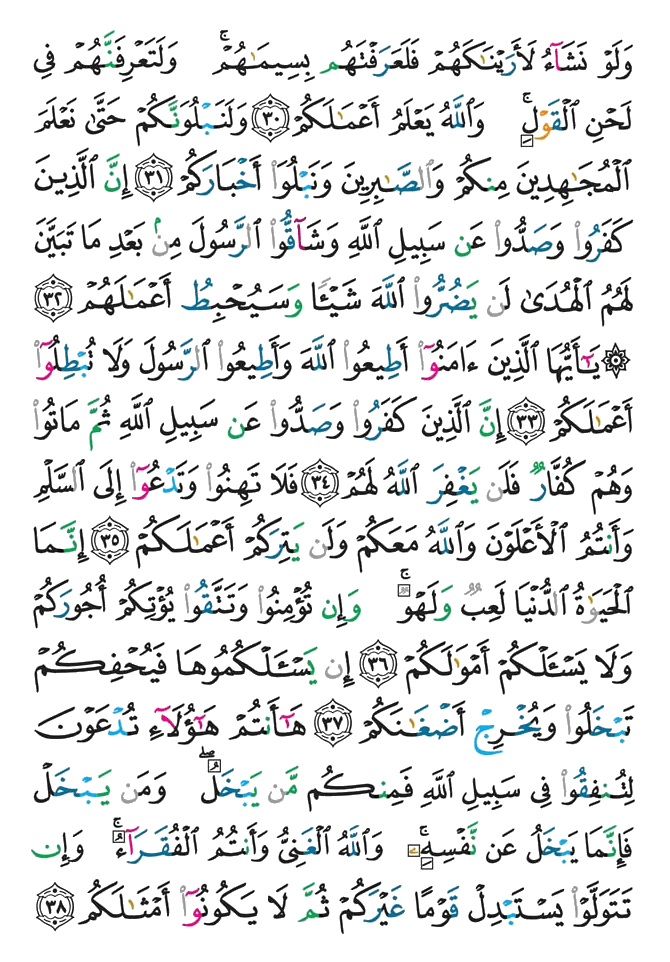 وَلَوۡ نَشَآءُ لَأَرَيۡنَٰكَهُمۡ فَلَعَرَفۡتَهُم بِسِيمَٰهُمۡۚ وَلَتَعۡرِفَنَّهُمۡ فِي
لَحۡنِ ٱلۡقَوۡلِۚ وَٱللَّهُ يَعۡلَمُ أَعۡمَٰلَكُمۡ ٣٠ وَلَنَبۡلُوَنَّكُمۡ حَتَّىٰ نَعۡلَمَ
ٱلۡمُجَٰهِدِينَ مِنكُمۡ وَٱلصَّٰبِرِينَ وَنَبۡلُوَاْ أَخۡبَارَكُمۡ ٣١ إِنَّ ٱلَّذِينَ
كَفَرُواْ وَصَدُّواْ عَن سَبِيلِ ٱللَّهِ وَشَآقُّواْ ٱلرَّسُولَ مِنۢ بَعۡدِ مَا تَبَيَّنَ
لَهُمُ ٱلۡهُدَىٰ لَن يَضُرُّواْ ٱللَّهَ شَيۡـٔٗا وَسَيُحۡبِطُ أَعۡمَٰلَهُمۡ ٣٢
۞ يَٰٓأَيُّهَا ٱلَّذِينَ ءَامَنُوٓاْ أَطِيعُواْ ٱللَّهَ وَأَطِيعُواْ ٱلرَّسُولَ وَلَا تُبۡطِلُوٓاْ
أَعۡمَٰلَكُمۡ ٣٣ إِنَّ ٱلَّذِينَ كَفَرُواْ وَصَدُّواْ عَن سَبِيلِ ٱللَّهِ ثُمَّ مَاتُواْ
وَهُمۡ كُفَّارٞ فَلَن يَغۡفِرَ ٱللَّهُ لَهُمۡ ٣٤ فَلَا تَهِنُواْ وَتَدۡعُوٓاْ إِلَى ٱلسَّلۡمِ
وَأَنتُمُ ٱلۡأَعۡلَوۡنَ وَٱللَّهُ مَعَكُمۡ وَلَن يَتِرَكُمۡ أَعۡمَٰلَكُمۡ ٣٥ إِنَّمَا
ٱلۡحَيَوٰةُ ٱلدُّنۡيَا لَعِبٞ وَلَهۡوٞۚ وَإِن تُؤۡمِنُواْ وَتَتَّقُواْ يُؤۡتِكُمۡ أُجُورَكُمۡ
وَلَا يَسۡـَٔلۡكُمۡ أَمۡوَٰلَكُمۡ ٣٦ إِن يَسۡـَٔلۡكُمُوهَا فَيُحۡفِكُمۡ
تَبۡخَلُواْ وَيُخۡرِجۡ أَضۡغَٰنَكُمۡ ٣٧ هَٰٓأَنتُمۡ هَٰٓؤُلَآءِ تُدۡعَوۡنَ
لِتُنفِقُواْ فِي سَبِيلِ ٱللَّهِ فَمِنكُم مَّن يَبۡخَلُۖ وَمَن يَبۡخَلۡ
فَإِنَّمَا يَبۡخَلُ عَن نَّفۡسِهِۦۚ وَٱللَّهُ ٱلۡغَنِيُّ وَأَنتُمُ ٱلۡفُقَرَآءُۚ وَإِن
تَتَوَلَّوۡاْ يَسۡتَبۡدِلۡ قَوۡمًا غَيۡرَكُمۡ ثُمَّ لَا يَكُونُوٓاْ أَمۡثَٰلَكُم ٣٨